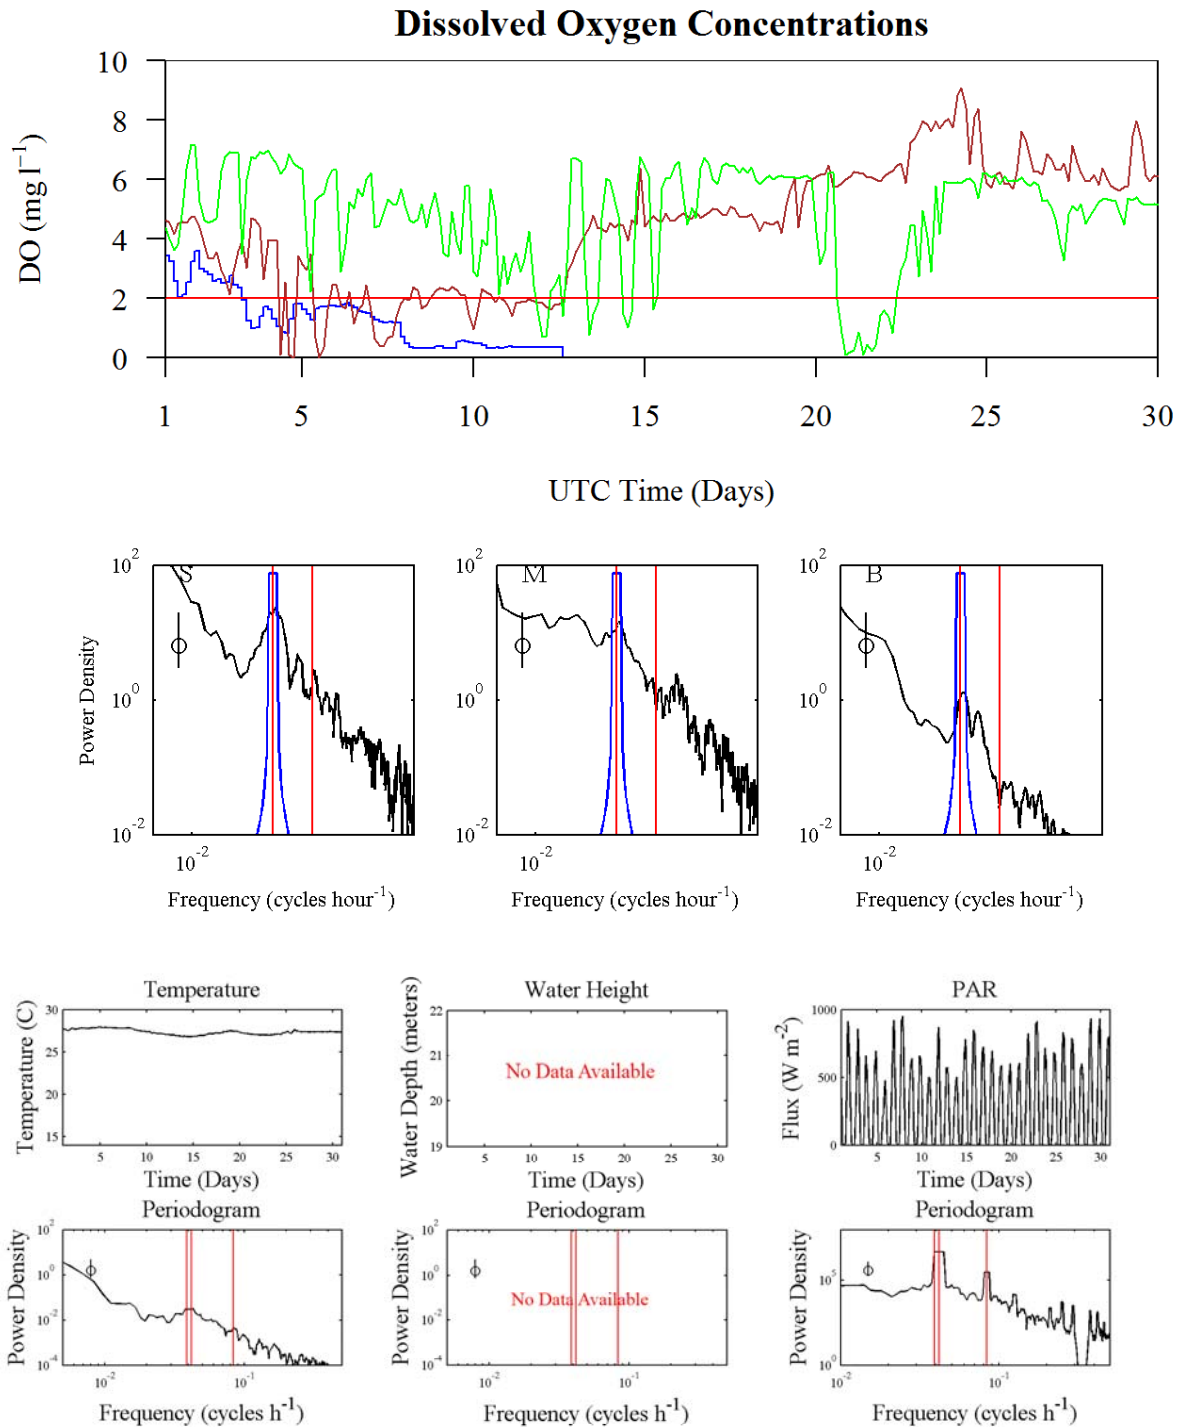 Dissolved Oxygen Concentrations
DO (mg l⁻¹)
10
8
6
4
2
0
1 5 10 15 20 25 30
UTC Time (Days)
Power Density
10² S 10² M 10² B
10⁰ 10⁰ 10⁰
10⁻² 10⁻² 10⁻²
10⁻² 10⁻² 10⁻²
Frequency (cycles hour⁻¹) Frequency (cycles hour⁻¹) Frequency (cycles hour⁻¹)
Temperature
Temperature (C)
30
25
20
15
5 10 15 20 25 30
Time (Days)
Water Height
Water Depth (meters)
22
21
20
19
No Data Available
5 10 15 20 25 30
Time (Days)
PAR
Flux (W m⁻²)
1000
500
0
5 10 15 20 25 30
Time (Days)
Periodogram
Power Density
10²
10⁰
10⁻²
10⁻⁴
10⁻² 10⁻¹
Frequency (cycles h⁻¹)
Periodogram
Power Density
10²
10⁰
10⁻²
10⁻⁴
No Data Available
10⁻² 10⁻¹
Frequency (cycles h⁻¹)
Periodogram
Power Density
10⁵
10⁰
10⁻² 10⁻¹
Frequency (cycles h⁻¹)